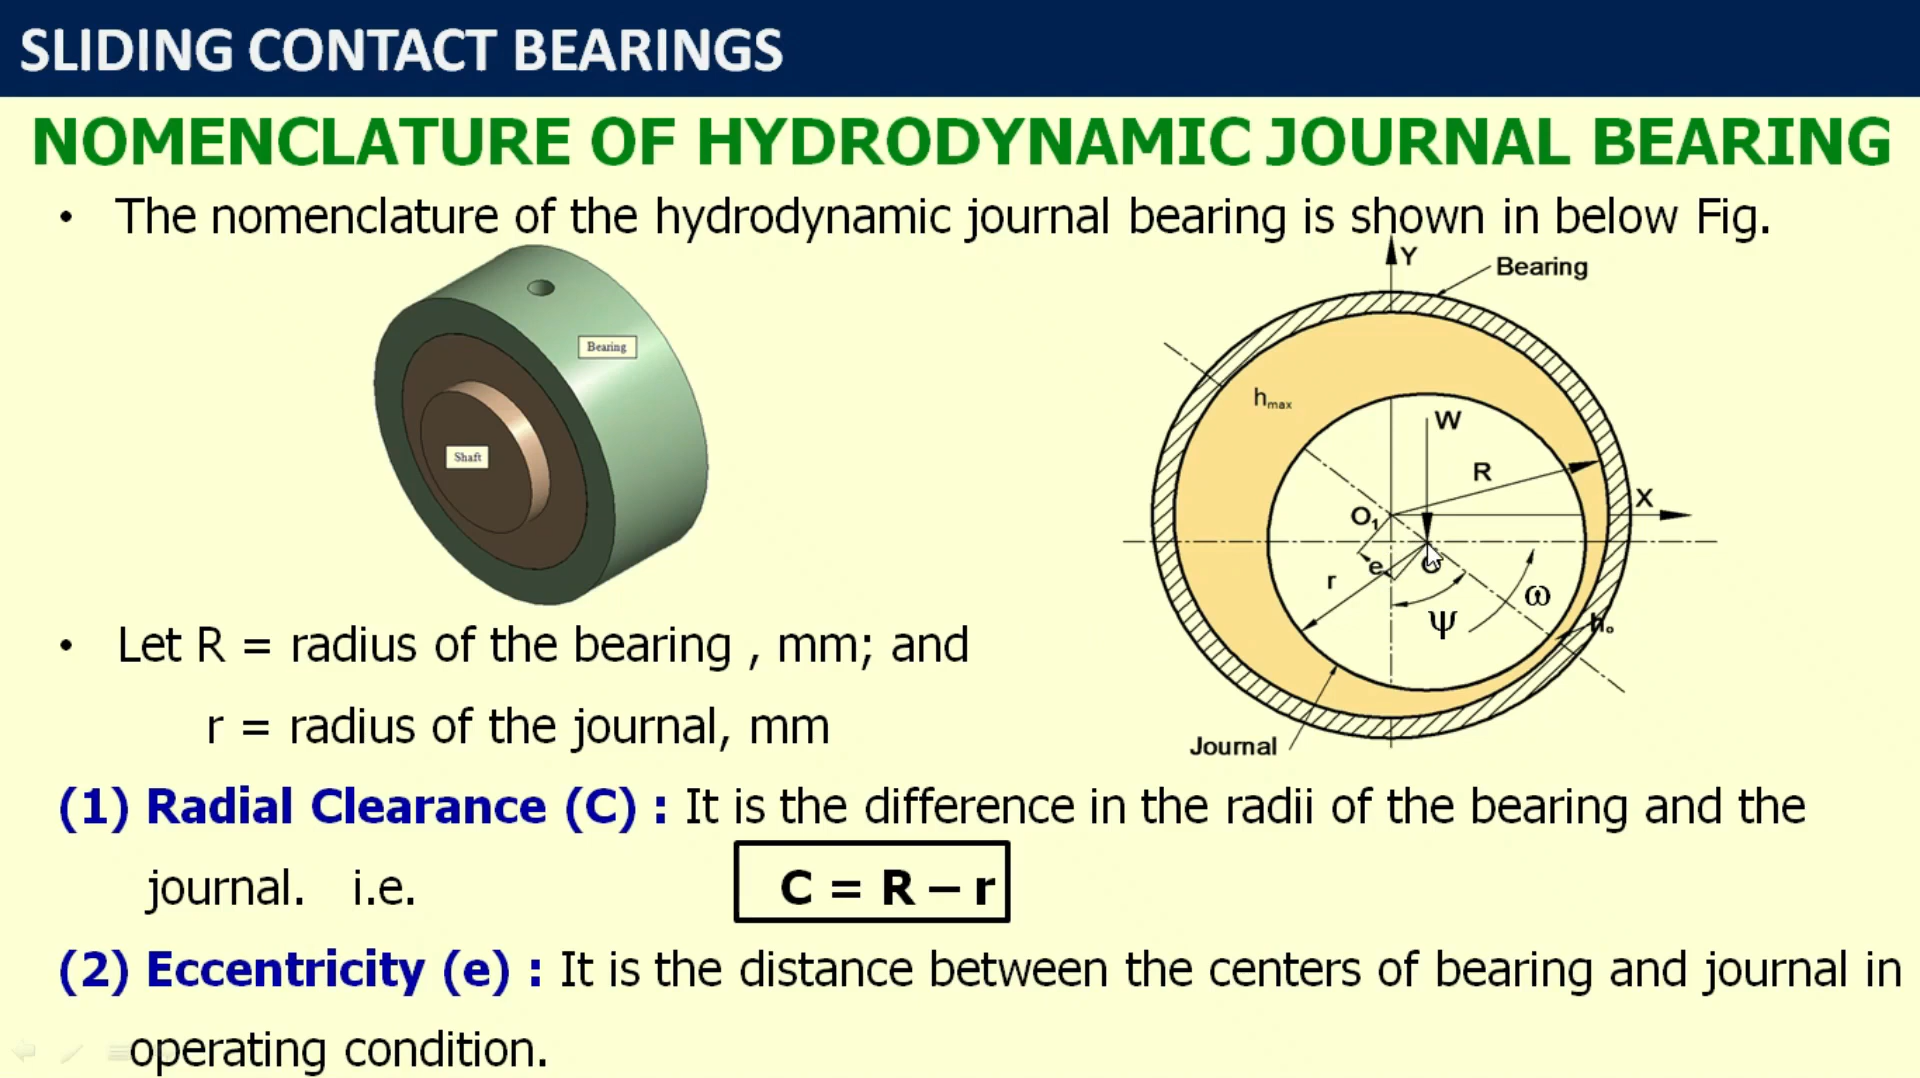 SLIDING CONTACT BEARINGS
NOMENCLATURE OF HYDRODYNAMIC JOURNAL BEARING
• The nomenclature of the hydrodynamic journal bearing is shown in below Fig.
Bearing
Shaft
Y
Bearing
hmax
W
R
X
O₁
e
r
ω
ψ
h₀
Journal
• Let R = radius of the bearing , mm; and
r = radius of the journal, mm
(1) Radial Clearance (C) : It is the difference in the radii of the bearing and the
journal. i.e. C = R – r
(2) Eccentricity (e) : It is the distance between the centers of bearing and journal in
operating condition.